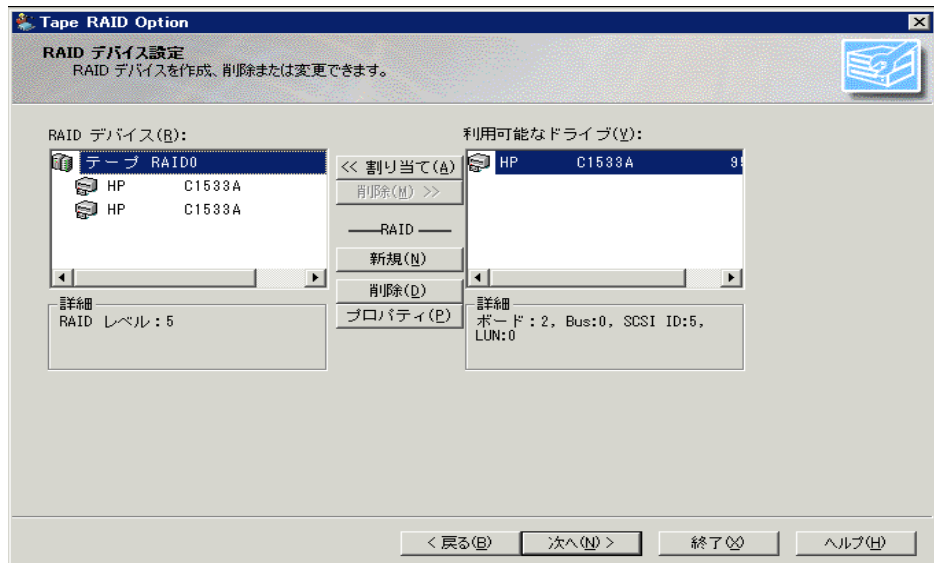 Tape RAID Option
RAID デバイス設定
RAID デバイスを作成、削除または変更できます。
RAID デバイス(R):
テープ RAID0
HP C1533A
HP C1533A
詳細
RAID レベル:5
<< 割り当て(A)
削除(M) >>
RAID
新規(N)
削除(D)
プロパティ(P)
利用可能なドライブ(V):
HP C1533A
詳細
ボード:2, Bus:0, SCSI ID:5,
LUN:0
< 戻る(B)
次へ(N) >
終了(X)
ヘルプ(H)